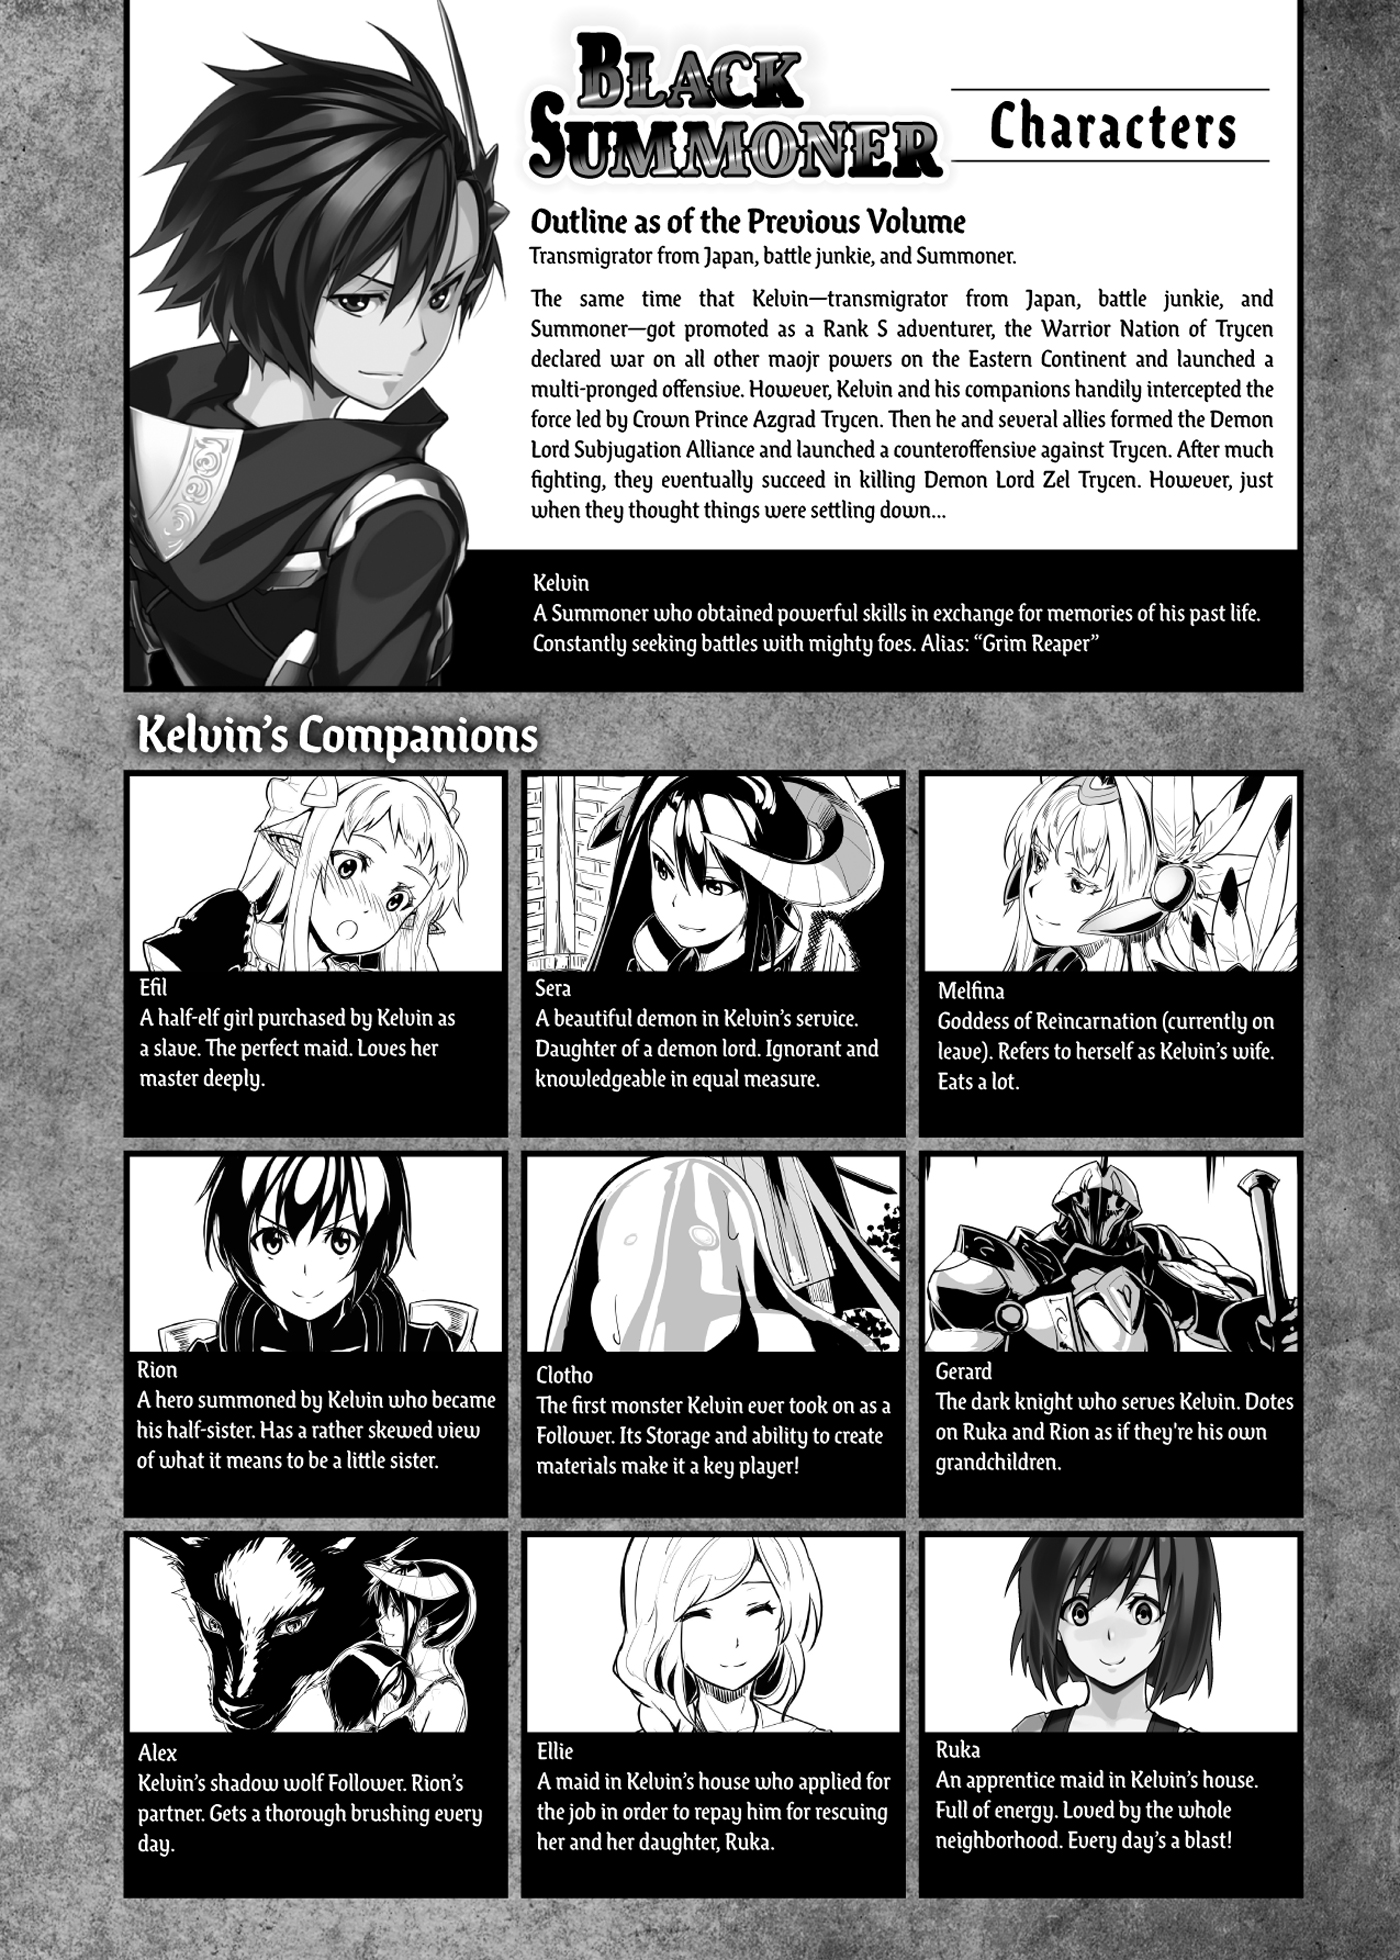 BLACK
SUMMONER
Characters
Outline as of the Previous Volume
Transmigrator from Japan, battle junkie, and Summoner.
The same time that Kelvin—transmigrator from Japan, battle junkie, and
Summoner—got promoted as a Rank S adventurer, the Warrior Nation of Trycen
declared war on all other maojr powers on the Eastern Continent and launched a
multi-pronged offensive. However, Kelvin and his companions handily intercepted the
force led by Crown Prince Azgrad Trycen. Then he and several allies formed the Demon
Lord Subjugation Alliance and launched a counteroffensive against Trycen. After much
fighting, they eventually succeed in killing Demon Lord Zel Trycen. However, just
when they thought things were settling down...
Kelvin
A Summoner who obtained powerful skills in exchange for memories of his past life.
Constantly seeking battles with mighty foes. Alias: “Grim Reaper”
Kelvin’s Companions
Efil
A half-elf girl purchased by Kelvin as
a slave. The perfect maid. Loves her
master deeply.
Sera
A beautiful demon in Kelvin’s service.
Daughter of a demon lord. Ignorant and
knowledgeable in equal measure.
Melfina
Goddess of Reincarnation (currently on
leave). Refers to herself as Kelvin’s wife.
Eats a lot.
Rion
A hero summoned by Kelvin who became
his half-sister. Has a rather skewed view
of what it means to be a little sister.
Clotho
The first monster Kelvin ever took on as a
Follower. Its Storage and ability to create
materials make it a key player!
Gerard
The dark knight who serves Kelvin. Dotes
on Ruka and Rion as if they're his own
grandchildren.
Alex
Kelvin’s shadow wolf Follower. Rion’s
partner. Gets a thorough brushing every
day.
Ellie
A maid in Kelvin’s house who applied for
the job in order to repay him for rescuing
her and her daughter, Ruka.
Ruka
An apprentice maid in Kelvin’s house.
Full of energy. Loved by the whole
neighborhood. Every day’s a blast!